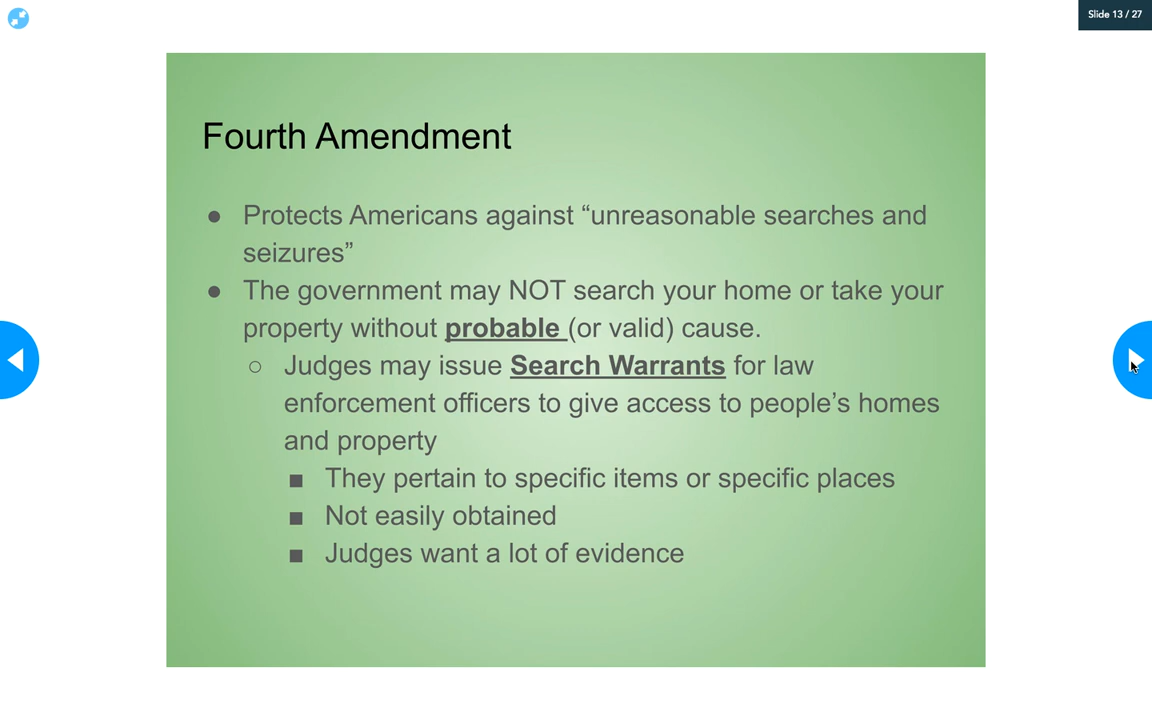 Slide 13 / 27
Fourth Amendment
● Protects Americans against “unreasonable searches and
seizures”
● The government may NOT search your home or take your
property without probable (or valid) cause.
○ Judges may issue Search Warrants for law
enforcement officers to give access to people’s homes
and property
■ They pertain to specific items or specific places
■ Not easily obtained
■ Judges want a lot of evidence